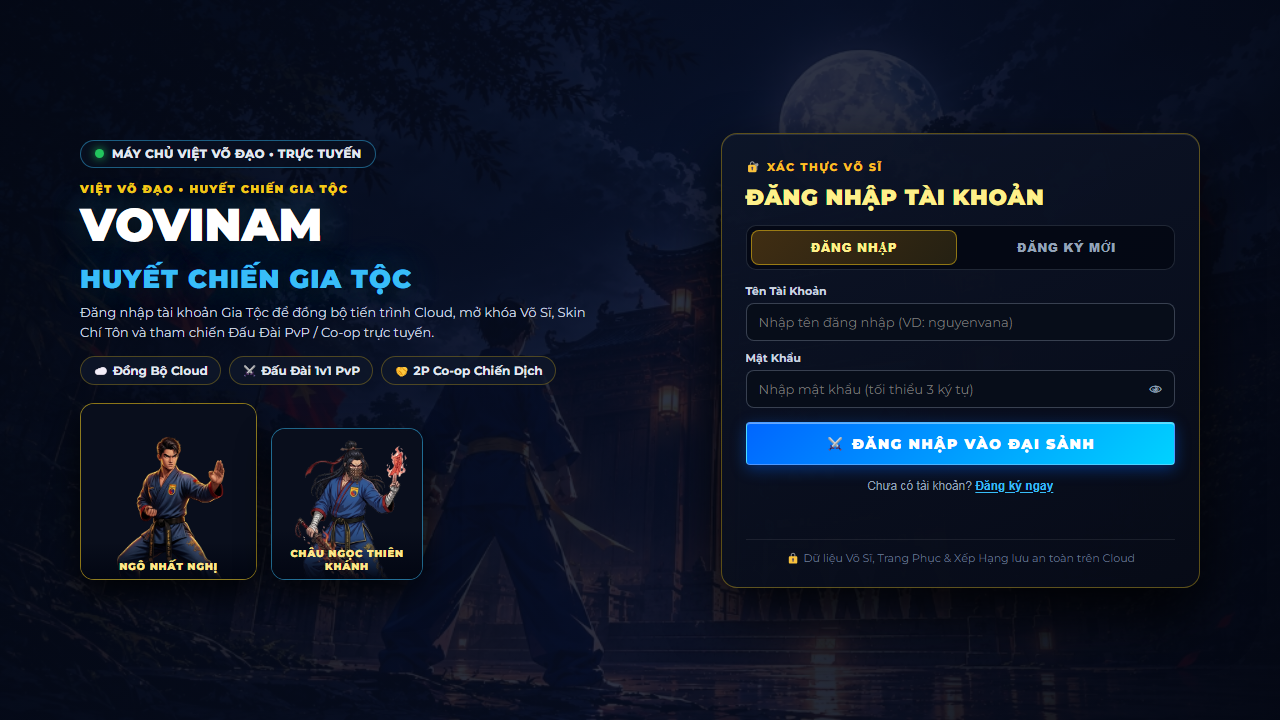 MÁY CHỦ VIỆT VÕ ĐẠO • TRỰC TUYẾN
VIỆT VÕ ĐẠO • HUYẾT CHIẾN GIA TỘC
VOVINAM
HUYẾT CHIẾN GIA TỘC
Đăng nhập tài khoản Gia Tộc để đồng bộ tiến trình Cloud, mở khóa Võ Sĩ, Skin
Chí Tôn và tham chiến Đấu Đài PvP / Co-op trực tuyến.
Đồng Bộ Cloud
Đấu Đài 1v1 PvP
2P Co-op Chiến Dịch
NGÔ NHẤT NGHỊ
CHÂU NGỌC THIÊN
KHÁNH
XÁC THỰC VÕ SĨ
ĐĂNG NHẬP TÀI KHOẢN
ĐĂNG NHẬP
ĐĂNG KÝ MỚI
Tên Tài Khoản
Nhập tên đăng nhập (VD: nguyenvana)
Mật Khẩu
Nhập mật khẩu (tối thiểu 3 ký tự)
ĐĂNG NHẬP VÀO ĐẠI SẢNH
Chưa có tài khoản? Đăng ký ngay
Dữ liệu Võ Sĩ, Trang Phục & Xếp Hạng lưu an toàn trên Cloud